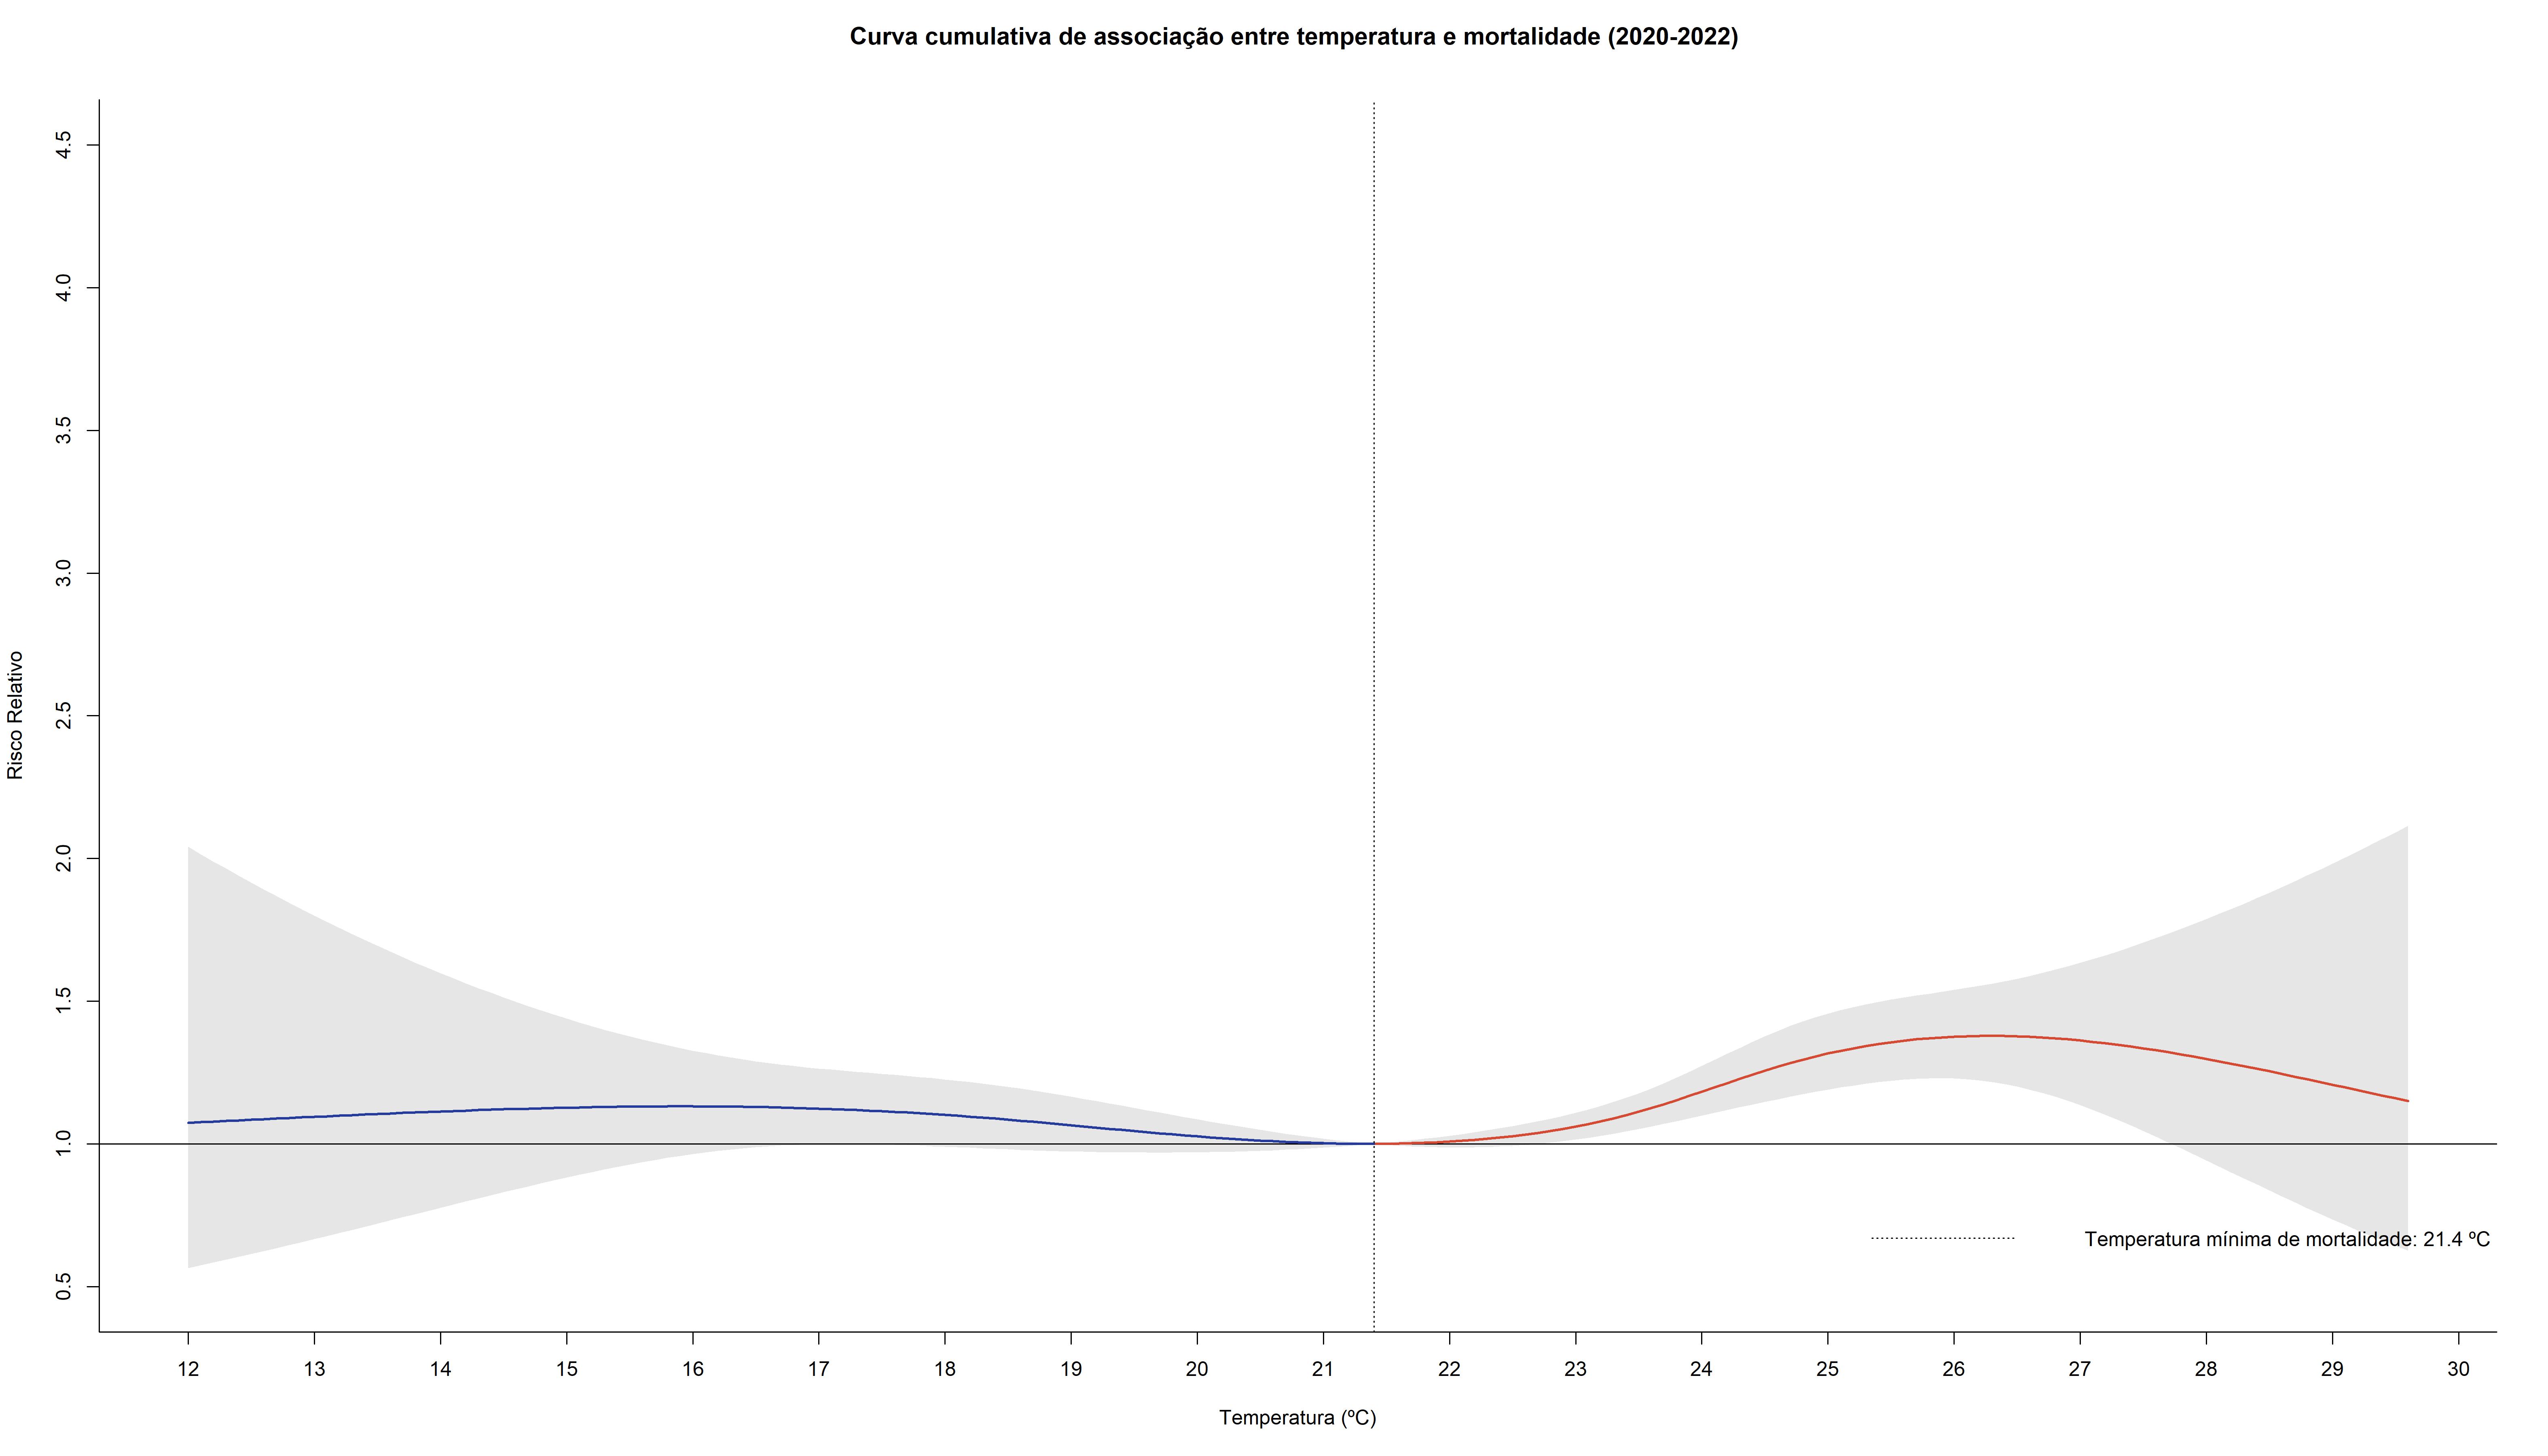 Curva cumulativa de associação entre temperatura e mortalidade (2020-2022)
4.5
4.0
3.5
3.0
2.5
2.0
1.5
1.0
0.5
Risco Relativo
Temperatura mínima de mortalidade: 21.4 ºC
12 13 14 15 16 17 18 19 20 21 22 23 24 25 26 27 28 29 30
Temperatura (ºC)